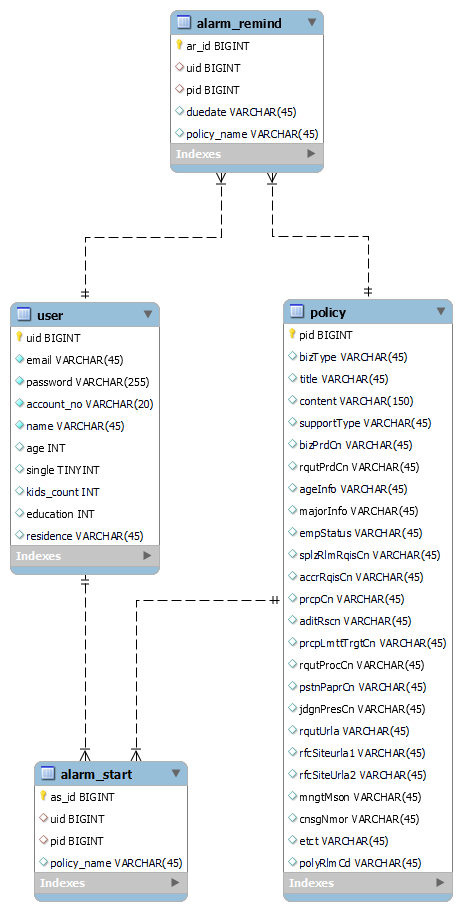 alarm_remind
ar_id BIGINT
uid BIGINT
pid BIGINT
duedate VARCHAR(45)
policy_name VARCHAR(45)
Indexes
user
uid BIGINT
email VARCHAR(45)
password VARCHAR(255)
account_no VARCHAR(20)
name VARCHAR(45)
age INT
single TINYINT
kids_count INT
education INT
residence VARCHAR(45)
Indexes
policy
pid BIGINT
bizType VARCHAR(45)
title VARCHAR(45)
content VARCHAR(150)
supportType VARCHAR(45)
bizPrdCn VARCHAR(45)
rqutPrdCn VARCHAR(45)
ageInfo VARCHAR(45)
majorInfo VARCHAR(45)
empStatus VARCHAR(45)
splzRlmRqisCn VARCHAR(45)
accrRqisCn VARCHAR(45)
prcpCn VARCHAR(45)
aditRscn VARCHAR(45)
prcpLmttTrgtCn VARCHAR(45)
rqutProcCn VARCHAR(45)
pstnPaprCn VARCHAR(45)
jdgnPresCn VARCHAR(45)
rqutUrla VARCHAR(45)
rfcSiteurla1 VARCHAR(45)
rfcSiteUrla2 VARCHAR(45)
mngtMson VARCHAR(45)
cnsgNmor VARCHAR(45)
etct VARCHAR(45)
polyRlmCd VARCHAR(45)
Indexes
alarm_start
as_id BIGINT
uid BIGINT
pid BIGINT
policy_name VARCHAR(45)
Indexes